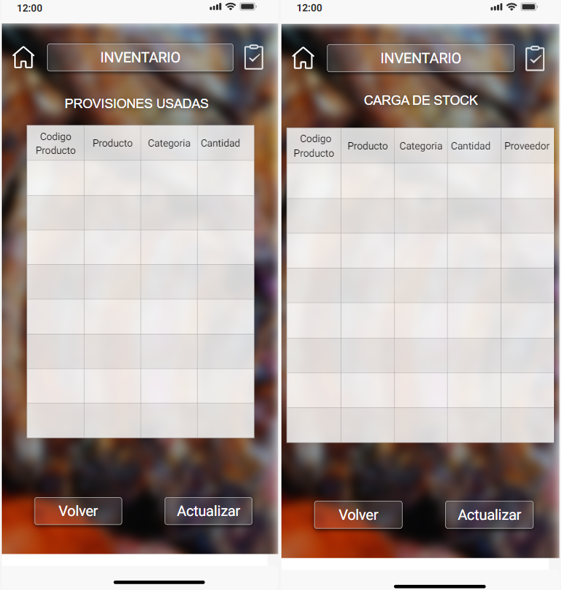 12:00
INVENTARIO
PROVISIONES USADAS
Codigo
Producto
Producto
Categoria
Cantidad
Volver
Actualizar
12:00
INVENTARIO
CARGA DE STOCK
Codigo
Producto
Producto
Categoria
Cantidad
Proveedor
Volver
Actualizar